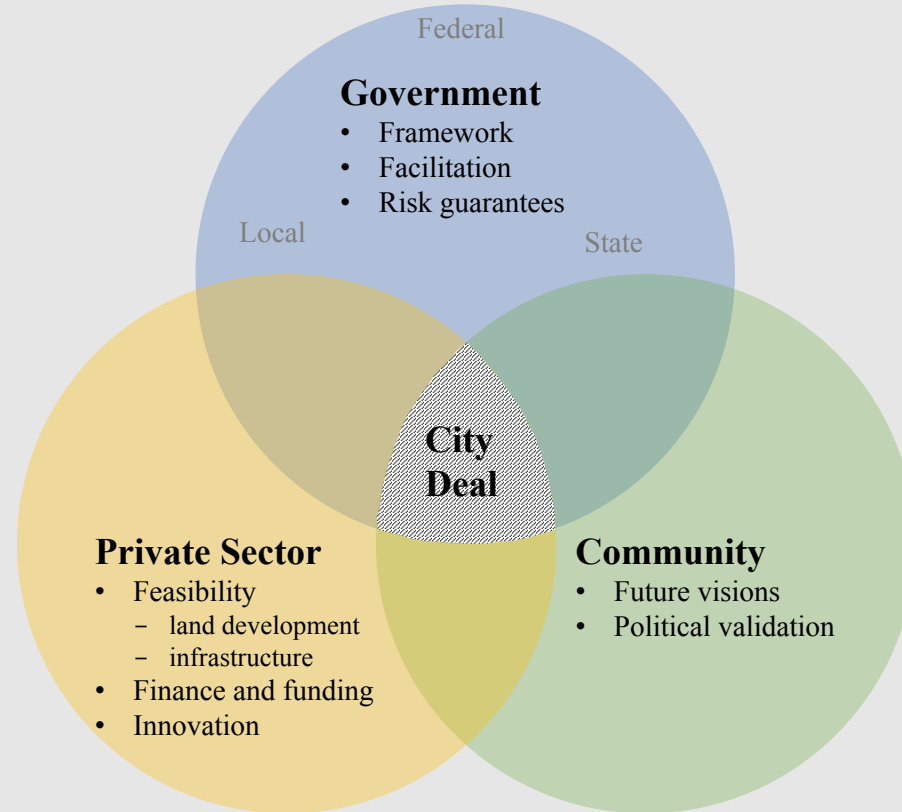 Federal
Government
• Framework
• Facilitation
• Risk guarantees
Local
State
City
Deal
Private Sector
• Feasibility
– land development
– infrastructure
• Finance and funding
• Innovation
Community
• Future visions
• Political validation